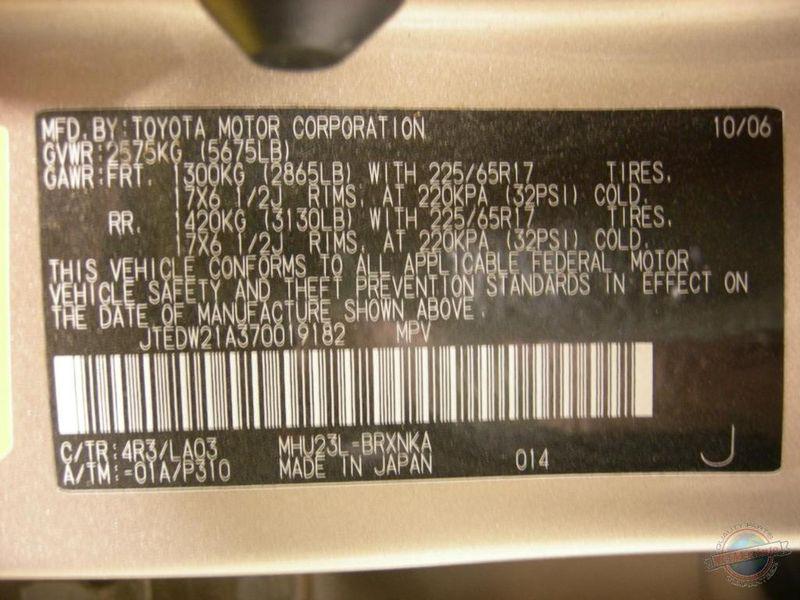 MFD. BY: TOYOTA MOTOR CORPORATION 10/06
GVWR: 2575KG (5675LB)
GAWR: FRT. 1300KG (2865LB) WITH 225/65R17 TIRES.
17X6 1/2J RIMS. AT 220KPA (32PSI) COLD.
RR. 1420KG (3130LB) WITH 225/65R17 TIRES.
17X6 1/2J RIMS. AT 220KPA (32PSI) COLD.
THIS VEHICLE CONFORMS TO ALL APPLICABLE FEDERAL MOTOR
VEHICLE SAFETY AND THEFT PREVENTION STANDARDS IN EFFECT ON
THE DATE OF MANUFACTURE SHOWN ABOVE.
JTEDW21A370019182 MPV
C/TR: 4R3/LA03 MHU23L-BRXNKA
A/TM: -01A/P310 MADE IN JAPAN 014 J
QUALITY PARTS
GUARANTEED